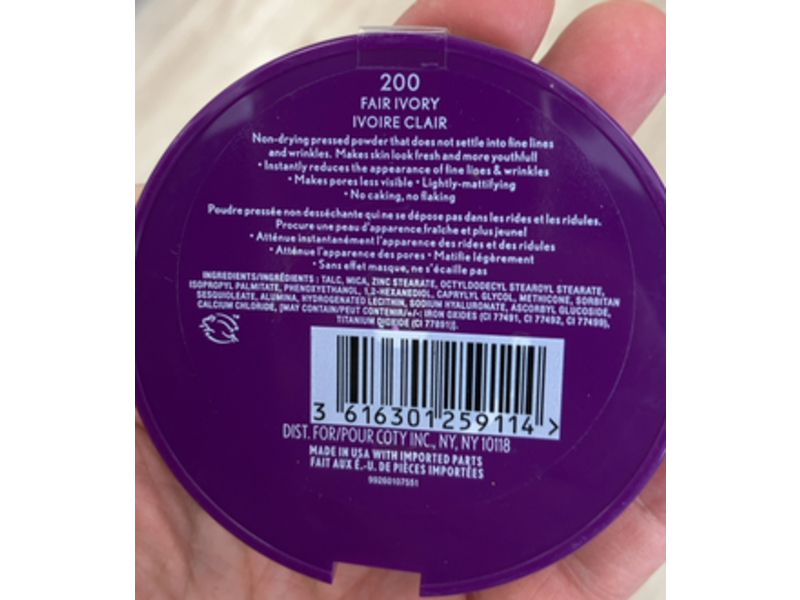 200
FAIR IVORY
IVOIRE CLAIR
Non-drying pressed powder that does not settle into fine lines
and wrinkles. Makes skin look fresh and more youthful!
• Instantly reduces the appearance of fine lines & wrinkles
• Makes pores less visible • Lightly-mattifying
• No caking, no flaking
Poudre pressée non desséchante qui ne se dépose pas dans les rides et les ridules.
Procure une peau d'apparence fraîche et plus jeune!
• Atténue instantanément l'apparence des rides et des ridules
• Atténue l'apparence des pores • Matifie légèrement
• Sans effet masque, ne s'écaille pas
INGREDIENTS/INGRÉDIENTS : TALC, MICA, ZINC STEARATE, OCTYLDODECYL STEAROYL STEARATE,
ISOPROPYL PALMITATE, PHENOXYETHANOL, 1,2-HEXANEDIOL, CAPRYLYL GLYCOL, METHICONE, SORBITAN
SESQUIOLEATE, ALUMINA, HYDROGENATED LECITHIN, SODIUM HYALURONATE, ASCORBYL GLUCOSIDE,
CALCIUM CHLORIDE, [MAY CONTAIN/PEUT CONTENIR/+/-: IRON OXIDES (CI 77491, CI 77492, CI 77499),
TITANIUM DIOXIDE (CI 77891)].
3 616301 259114 >
DIST. FOR/POUR COTY INC., NY, NY 10118
MADE IN USA WITH IMPORTED PARTS
FAIT AUX É.-U. DE PIÈCES IMPORTÉES
99260107551